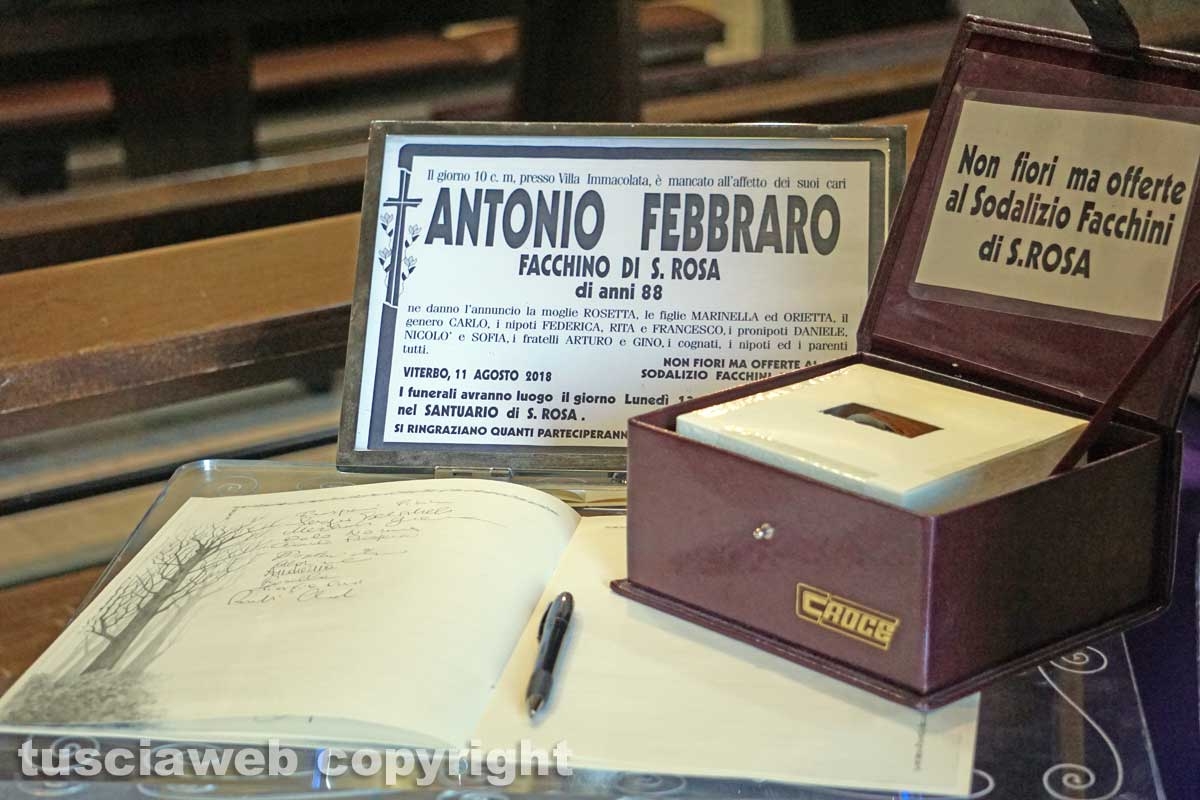 Il giorno 10 c. m, presso Villa Immacolata, è mancato all'affetto dei suoi cari
ANTONIO FEBBRARO
FACCHINO DI S. ROSA
di anni 88
ne danno l'annuncio la moglie ROSETTA, le figlie MARINELLA ed ORIETTA, il
genero CARLO, i nipoti FEDERICA, RITA e FRANCESCO, i pronipoti DANIELE,
NICOLO' e SOFIA, i fratelli ARTURO e GINO, i cognati, i nipoti ed i parenti
tutti.
NON FIORI MA OFFERTE AL
VITERBO, 11 AGOSTO 2018
SODALIZIO FACCHINI
I funerali avranno luogo il giorno Lunedì
nel SANTUARIO di S. ROSA .
SI RINGRAZIANO QUANTI
Non fiori ma offerte
al Sodalizio Facchini
di S.ROSA
CROCE
tusciaweb copyright